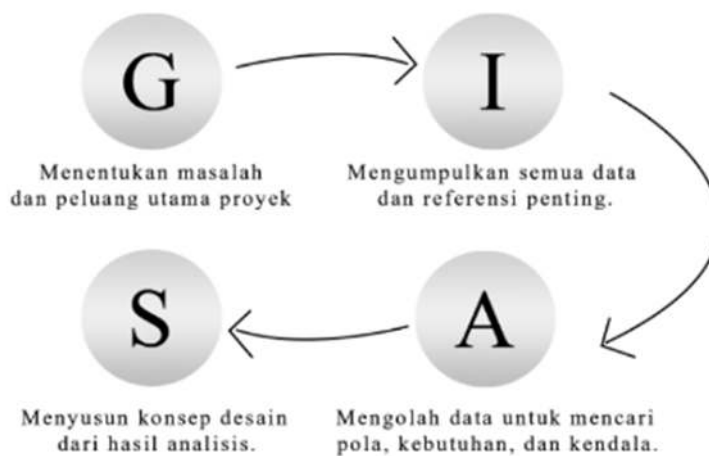 G
Menentukan masalah
dan peluang utama proyek
I
Mengumpulkan semua data
dan referensi penting.
A
Mengolah data untuk mencari
pola, kebutuhan, dan kendala.
S
Menyusun konsep desain
dari hasil analisis.